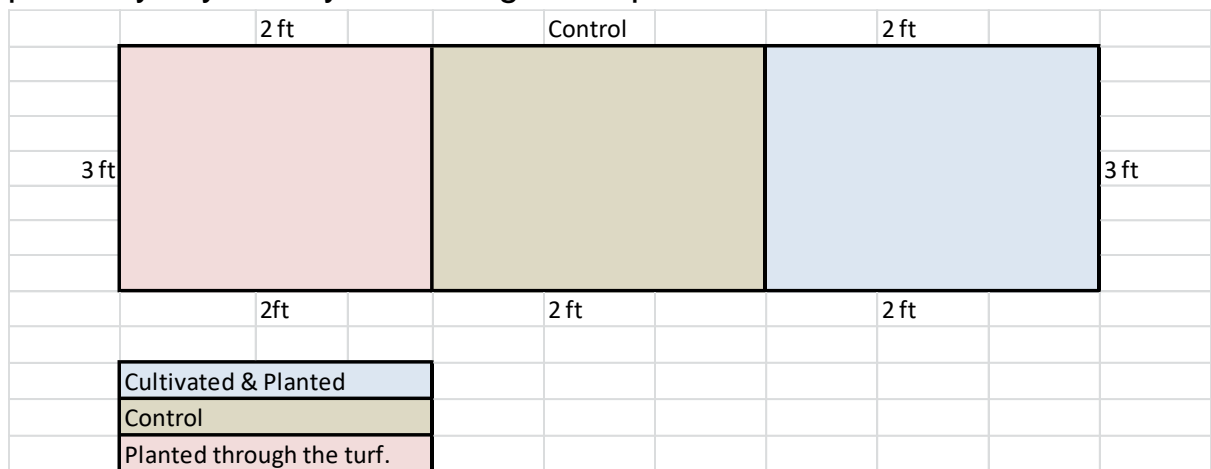 2 ft Control 2 ft
3 ft 3 ft
2ft 2 ft 2 ft
Cultivated & Planted
Control
Planted through the turf.